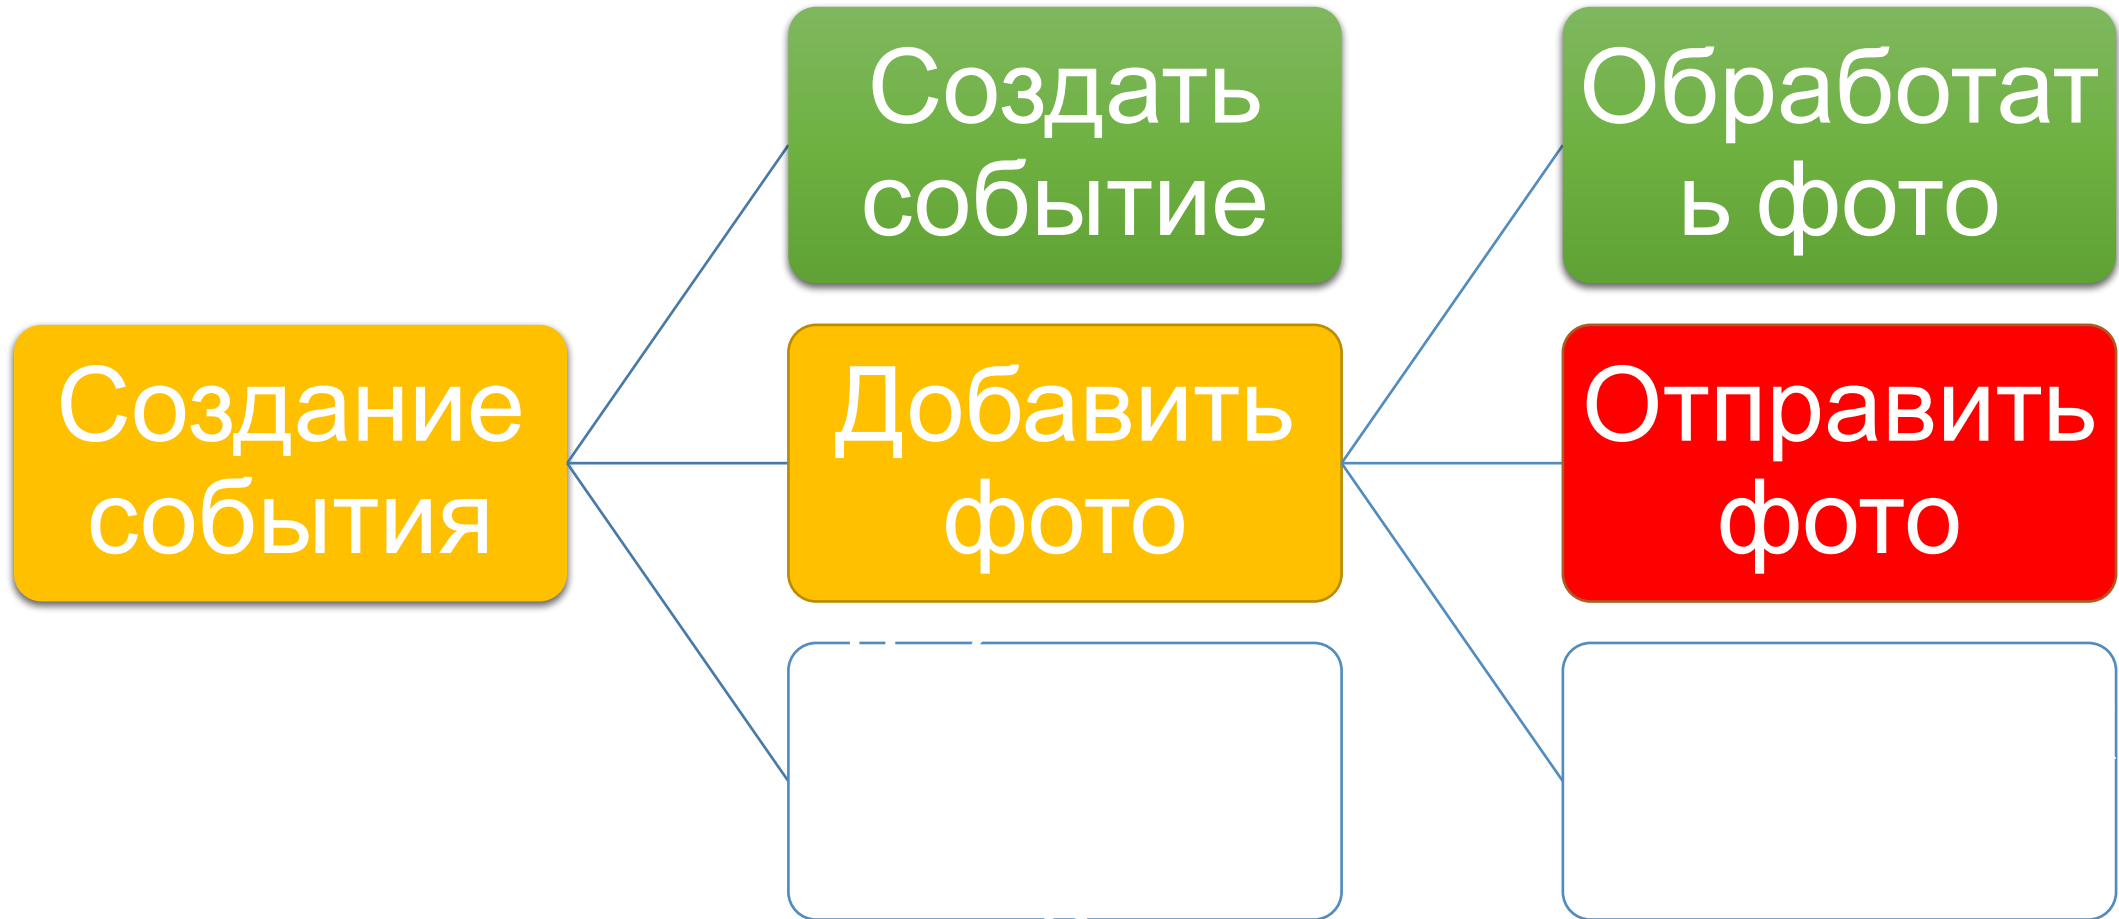 Создать
событие
Обработат
ь фото
Создание
события
Добавить
фото
Отправить
фото